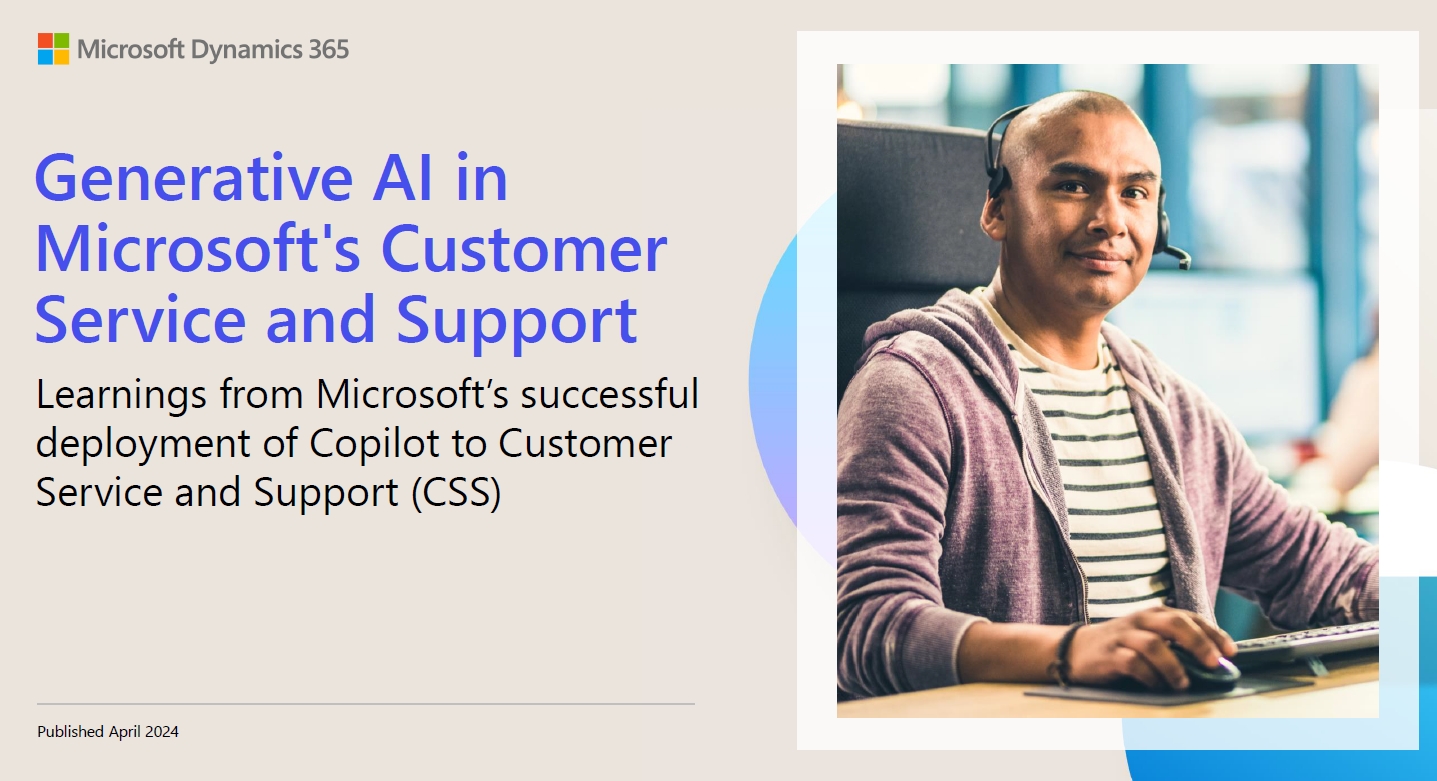 Microsoft Dynamics 365
Generative AI in
Microsoft's Customer
Service and Support
Learnings from Microsoft’s successful
deployment of Copilot to Customer
Service and Support (CSS)
Published April 2024